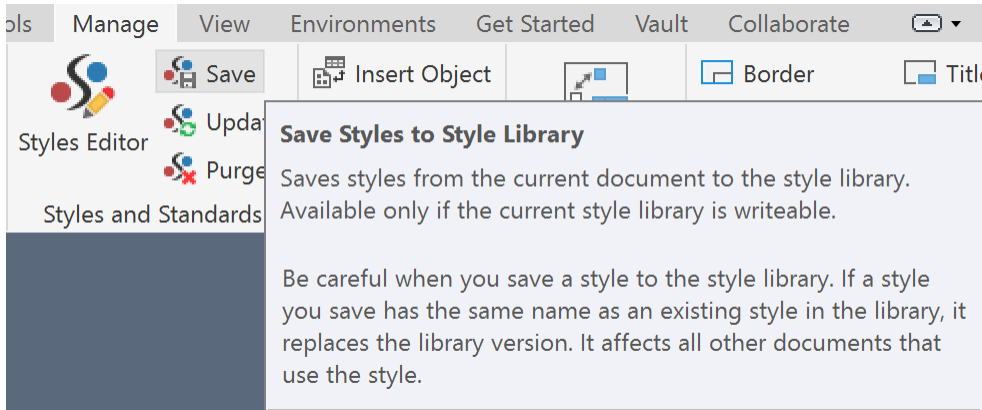 ols Manage View Environments Get Started Vault Collaborate
Save Insert Object Border Titl
Styles Editor Updat
Purge
Styles and Standards
Save Styles to Style Library
Saves styles from the current document to the style library.
Available only if the current style library is writeable.
Be careful when you save a style to the style library. If a style
you save has the same name as an existing style in the library, it
replaces the library version. It affects all other documents that
use the style.